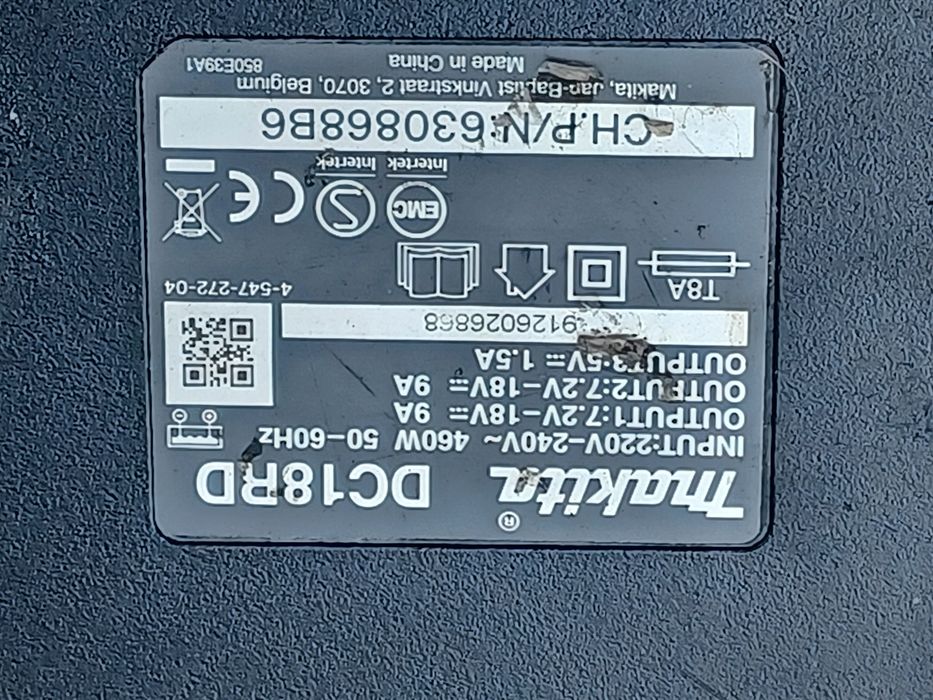 makita® DC18RD
INPUT:220V–240V~ 460W 50–60Hz
OUTPUT1:7.2V–18V⎓ 9A
OUTPUT2:7.2V–18V⎓ 9A
OUTPUT3:5V⎓ 1.5A
9126026868
4-547-272-04
T8A
EMC
Intertek
S
Intertek
CE
CH.P/N:630868B6
Makita, Jan-Baptist Vinkstraat 2, 3070, Belgium
Made in China
850E39A1